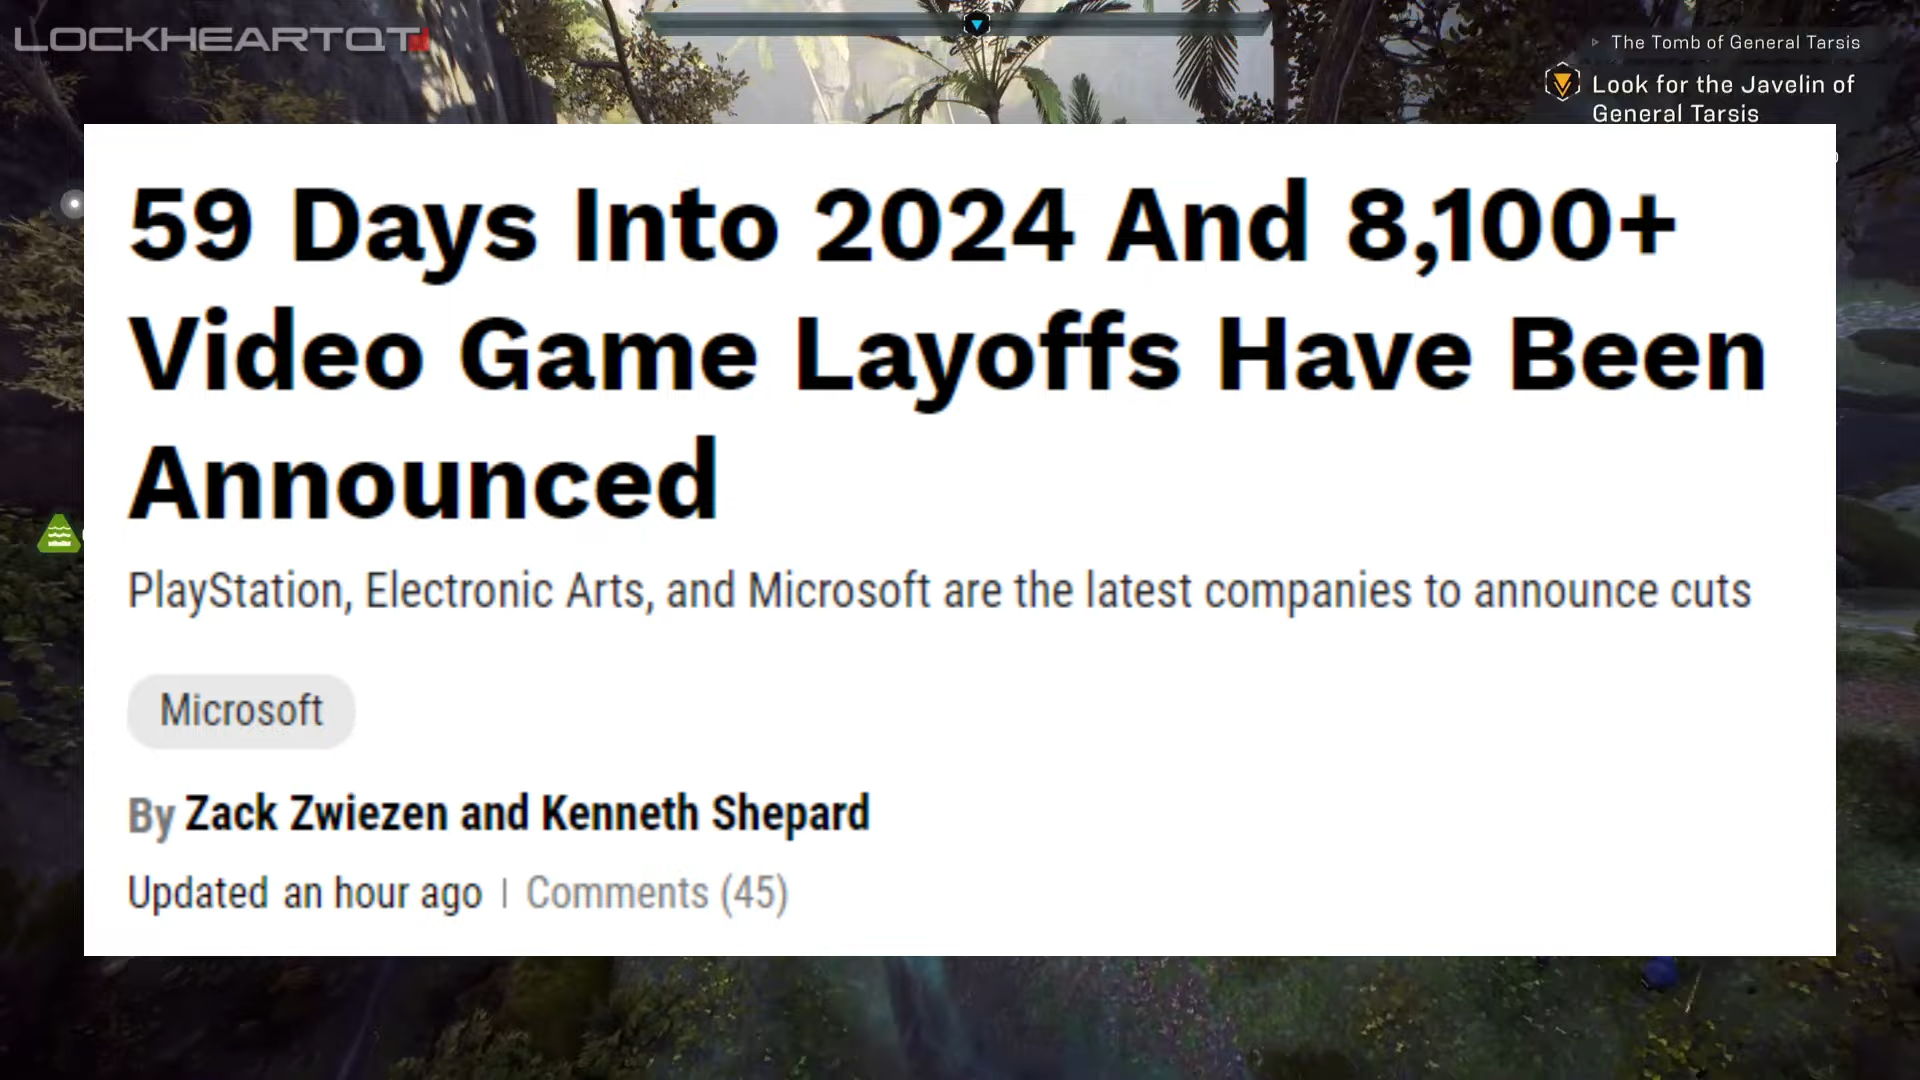 LOCKHEARTQT
The Tomb of General Tarsis
Look for the Javelin of
General Tarsis
59 Days Into 2024 And 8,100+
Video Game Layoffs Have Been
Announced
PlayStation, Electronic Arts, and Microsoft are the latest companies to announce cuts
Microsoft
By Zack Zwiezen and Kenneth Shepard
Updated an hour ago | Comments (45)